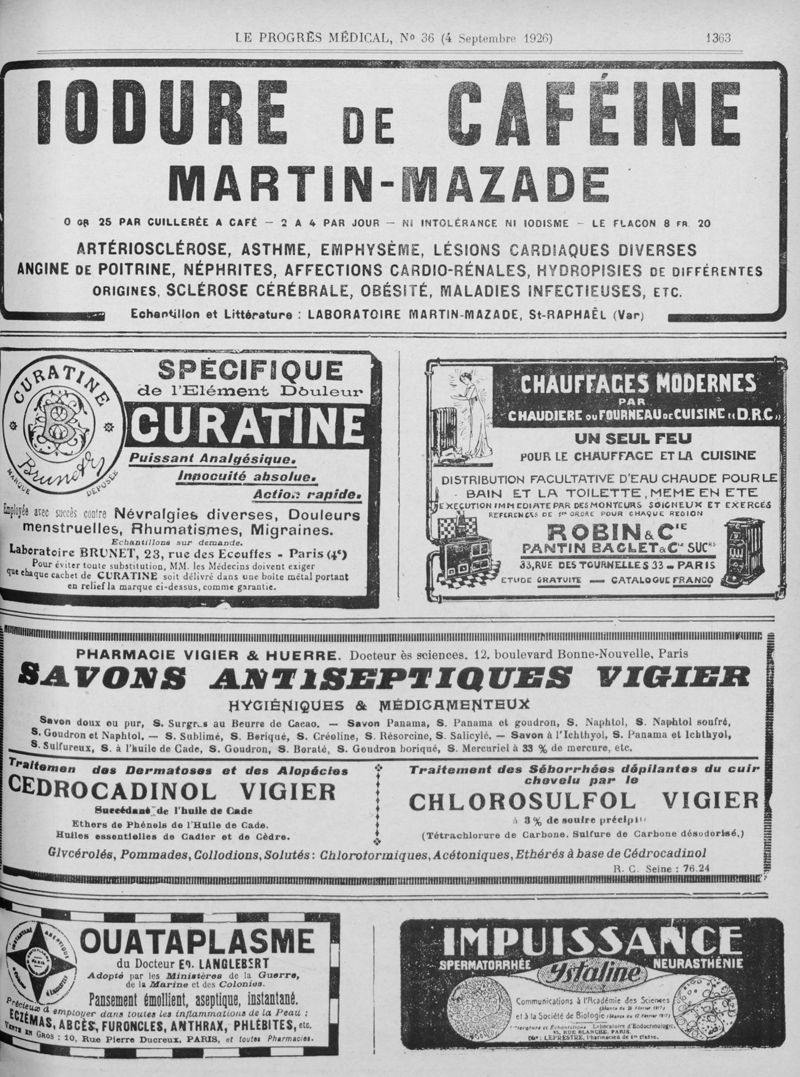 LE PROGRÈS MÉDICAL, No 36 (4 Septembre 1926)
1363
IODURE DE CAFÉINE
MARTIN-MAZADE
0 GR 25 PAR CUILLERÉE A CAFÉ — 2 A 4 PAR JOUR — NI INTOLÉRANCE NI IODISME — LE FLACON 8 FR. 20
ARTÉRIOSCLÉROSE, ASTHME, EMPHYSÈME, LÉSIONS CARDIAQUES DIVERSES
ANGINE DE POITRINE, NÉPHRITES, AFFECTIONS CARDIO-RÉNALES, HYDROPISIES DE DIFFÉRENTES
ORIGINES, SCLÉROSE CÉRÉBRALE, OBÉSITÉ, MALADIES INFECTIEUSES, ETC.
Echantillon et Littérature : LABORATOIRE MARTIN-MAZADE, St-RAPHAËL (Var)
CURATINE
Brunet
MARQUE DÉPOSÉE
SPÉCIFIQUE
de l'Elément Douleur
CURATINE
Puissant Analgésique.
Innocuité absolue.
Action rapide.
Employée avec succès contre Névralgies diverses, Douleurs
menstruelles, Rhumatismes, Migraines.
Echantillons sur demande.
Laboratoire BRUNET, 23, rue des Ecouffes - Paris (4e)
Pour éviter toute substitution, MM. les Médecins doivent exiger
que chaque cachet de CURATINE soit délivré dans une boîte métal portant
en relief la marque ci-dessus, comme garantie.
CHAUFFAGES MODERNES
PAR
CHAUDIERE OU FOURNEAU DE CUISINE "D.R.C"
UN SEUL FEU
POUR LE CHAUFFAGE ET LA CUISINE
DISTRIBUTION FACULTATIVE D'EAU CHAUDE POUR LE
BAIN ET LA TOILETTE, MEME EN ETE
EXECUTION IMMEDIATE PAR DES MONTEURS SOIGNEUX ET EXERCES
REFERENCES DE 1er ORDRE POUR CHAQUE REGION
ROBIN & CIE
PANTIN BAGLET & Cie SUCrs
33, RUE DES TOURNELLES 33 - PARIS
ETUDE GRATUITE — CATALOGUE FRANCO
PHARMACIE VIGIER & HUERRE. Docteur ès sciences. 12, boulevard Bonne-Nouvelle, Paris
SAVONS ANTISEPTIQUES VIGIER
HYGIÉNIQUES & MÉDICAMENTEUX
Savon doux ou pur, S. Surgras au Beurre de Cacao. — Savon Panama, S. Panama et goudron, S. Naphtol, S. Naphtol soufré,
S. Goudron et Naphtol. — S. Sublimé, S. Boriqué, S. Créoline, S. Résorcine, S. Salicylé. — Savon à l'Ichthyol, S. Panama et Ichthyol,
S. Sulfureux, S. à l'huile de Cade, S. Goudron, S. Boraté, S. Goudron boriqué, S. Mercuriel à 33 % de mercure, etc.
Traitemen des Dermatoses et des Alopécies
CEDROCADINOL VIGIER
Succédané de l'huile de Cade
Ethers de Phénols de l'Huile de Cade.
Huiles essentielles de Cadier et de Cèdre.
Traitement des Séborrhées dépilantes du cuir
chevelu par le
CHLOROSULFOL VIGIER
à 3 % de soufre précipi
(Tétrachlorure de Carbone. Sulfure de Carbone désodorisé.)
Glycérolés, Pommades, Collodions, Solutés : Chloroformiques, Acétoniques, Ethérés à base de Cédrocadinol
R. C. Seine : 76.24
OUATAPLASME
du Docteur ED. LANGLEBERT
Adopté par les Ministères de la Guerre,
de la Marine et des Colonies.
Pansement émollient, aseptique, instantané.
Précieux à employer dans toutes les inflammations de la Peau :
ECZÉMAS, ABCÈS, FURONCLES, ANTHRAX, PHLÉBITES, etc.
VENTE EN GROS : 10, Rue Pierre Ducreux, PARIS, et toutes Pharmacies.
IMPUISSANCE
SPERMATORRHÉE
Ystaline
NEURASTHÉNIE
Communications à l'Académie des Sciences
et à la Société de Biologie
Littérature et Echantillons Laboratoire d'Endocrinologie
RUE BLANCHE, PARIS.
LEPRESTRE, Pharmacien de 1re classe.